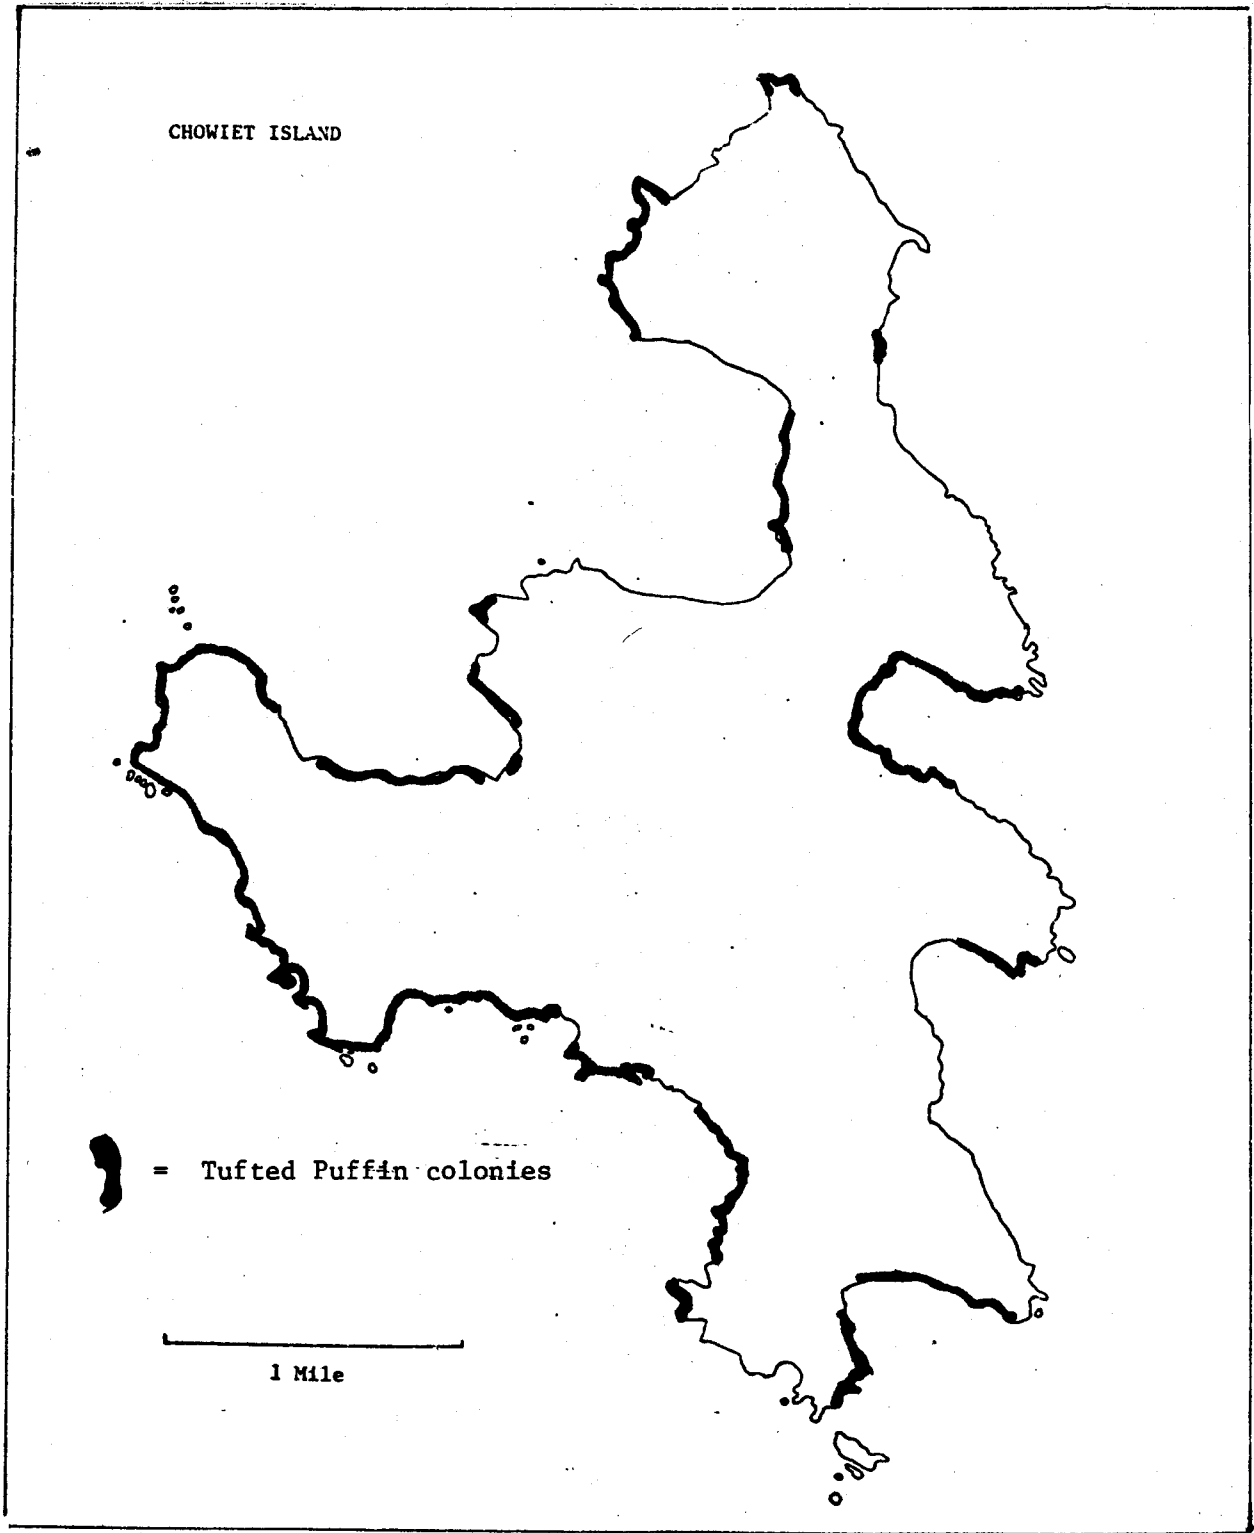 CHOWIET ISLAND
= Tufted Puffin colonies
1 Mile